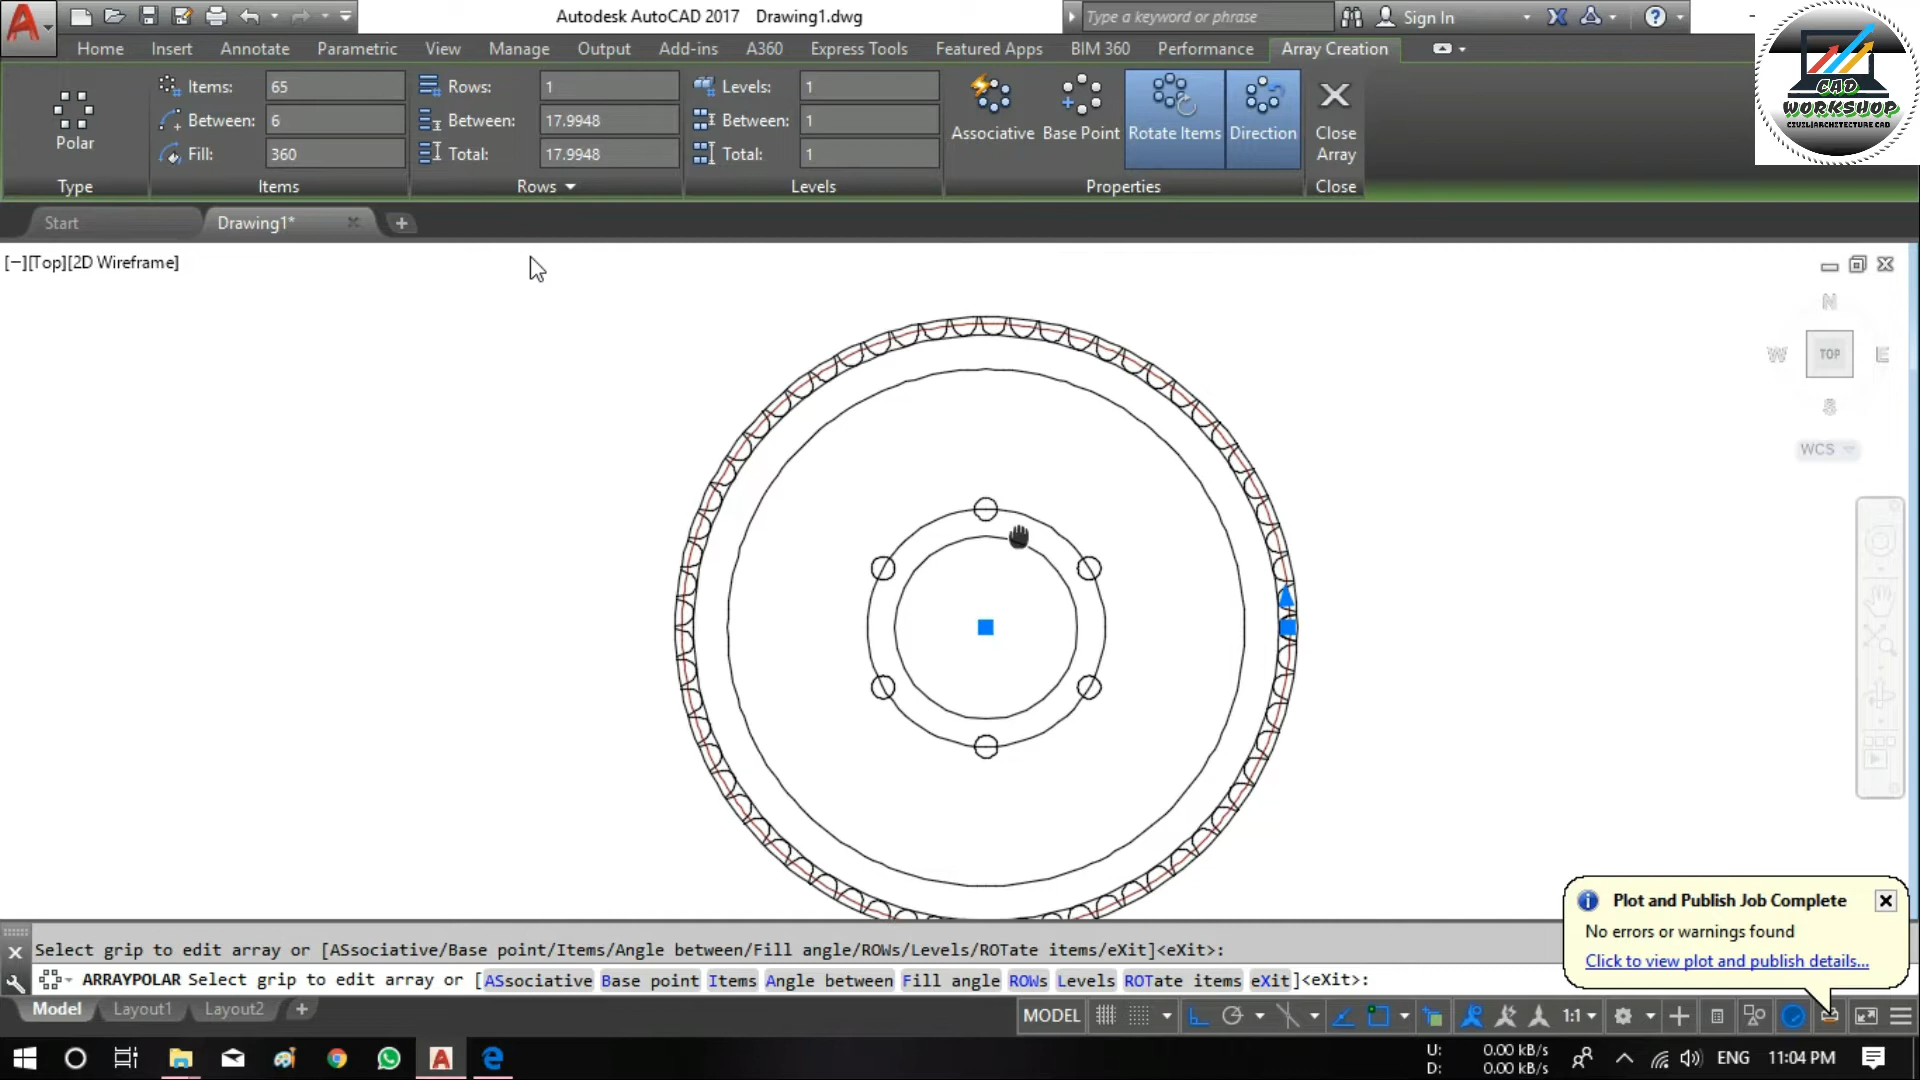 Autodesk AutoCAD 2017 Drawing1.dwg
Type a keyword or phrase
Sign In
Home Insert Annotate Parametric View Manage Output Add-ins A360 Express Tools Featured Apps BIM 360 Performance Array Creation
Items: 65 Rows: 1 Levels: 1
Between: 6 Between: 17.9948 Between: 1
Fill: 360 Total: 17.9948 Total: 1
Polar
Associative Base Point Rotate Items Direction Close
Array
Type Items Rows Levels Properties Close
CAD
WORKSHOP
CIVIL|ARCHITECTURE CAD
Start Drawing1*
[−][Top][2D Wireframe]
N
W TOP E
S
WCS
Plot and Publish Job Complete
No errors or warnings found
Click to view plot and publish details...
Select grip to edit array or [ASsociative/Base point/Items/Angle between/Fill angle/ROWs/Levels/ROTate items/eXit]<eXit>:
ARRAYPOLAR Select grip to edit array or [ASsociative Base point Items Angle between Fill angle ROWs Levels ROTate items eXit]<eXit>:
Model Layout1 Layout2 +
MODEL 1:1
U: 0.00 kB/s
D: 0.00 kB/s
ENG 11:04 PM